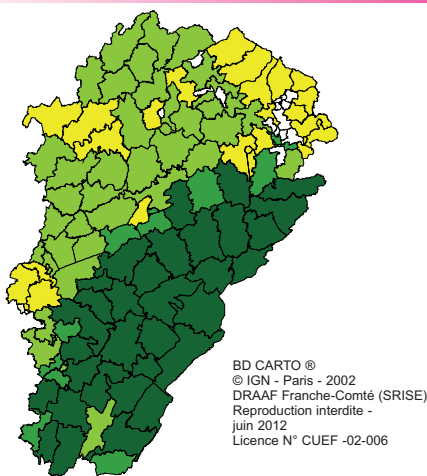 BD CARTO ®
© IGN - Paris - 2002
DRAAF Franche-Comté (SRISE)
Reproduction interdite -
juin 2012
Licence N° CUEF -02-006